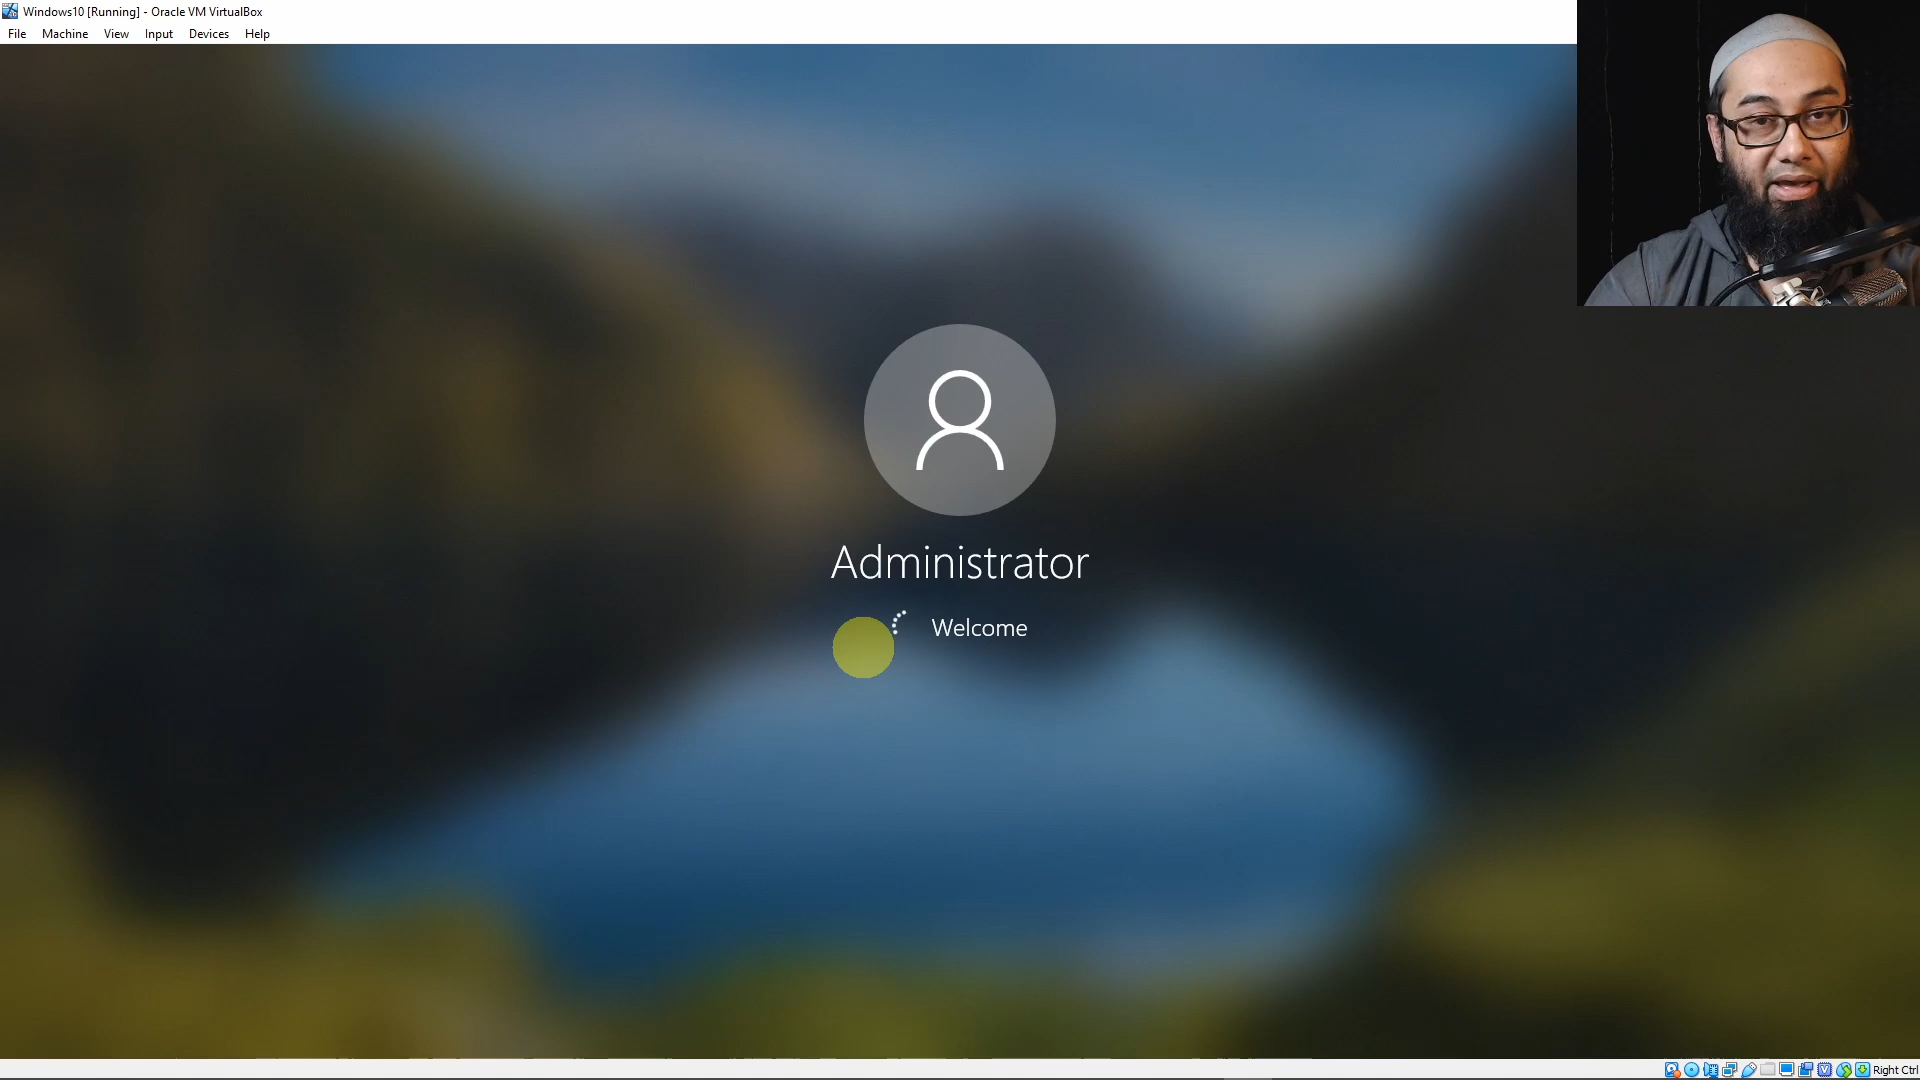 Windows10 [Running] - Oracle VM VirtualBox
File Machine View Input Devices Help
Administrator
Welcome
Right Ctrl